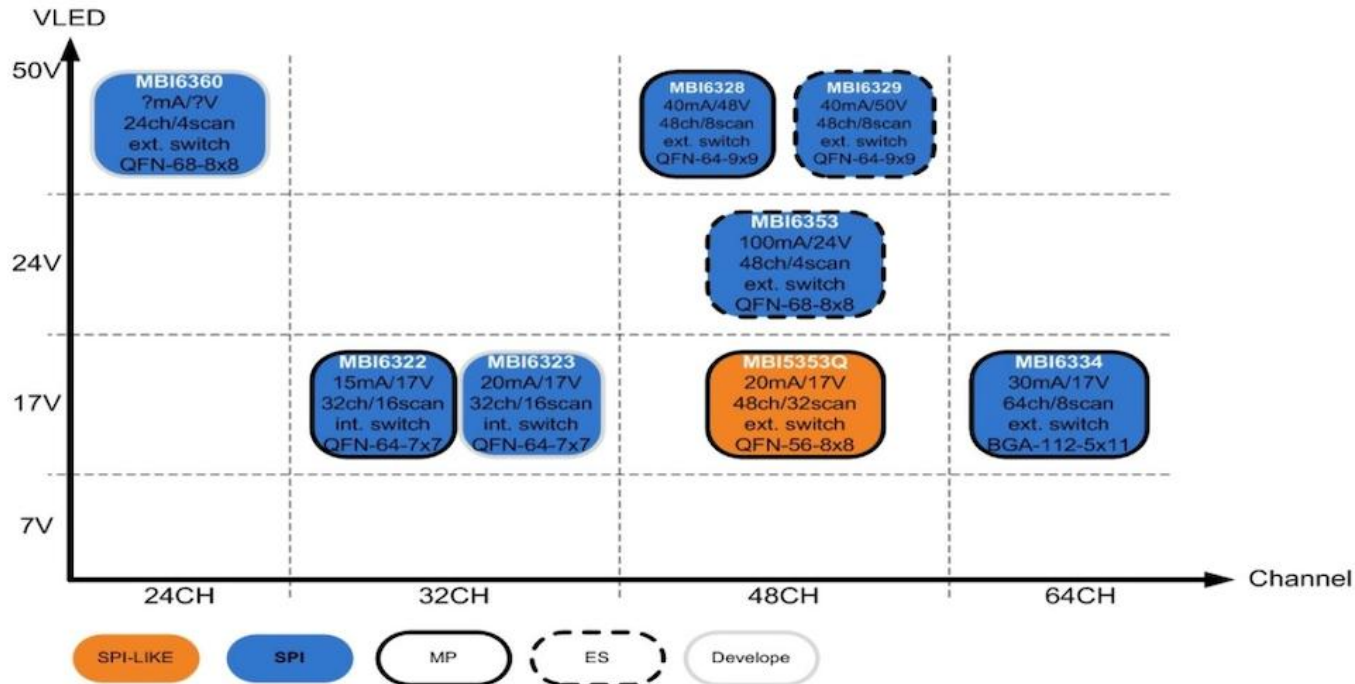 VLED
50V
MBI6360
?mA/?V
24ch/4scan
ext. switch
QFN-68-8x8
MBI6328
40mA/48V
48ch/8scan
ext. switch
QFN-64-9x9
MBI6329
40mA/50V
48ch/8scan
ext. switch
QFN-64-9x9
24V
MBI6353
100mA/24V
48ch/4scan
ext. switch
QFN-68-8x8
17V
MBI6322
15mA/17V
32ch/16scan
int. switch
QFN-64-7x7
MBI6323
20mA/17V
32ch/16scan
int. switch
QFN-64-7x7
MBI5353Q
20mA/17V
48ch/32scan
ext. switch
QFN-56-8x8
MBI6334
30mA/17V
64ch/8scan
ext. switch
BGA-112-5x11
7V
24CH
32CH
48CH
64CH
Channel
SPI-LIKE
SPI
MP
ES
Develope